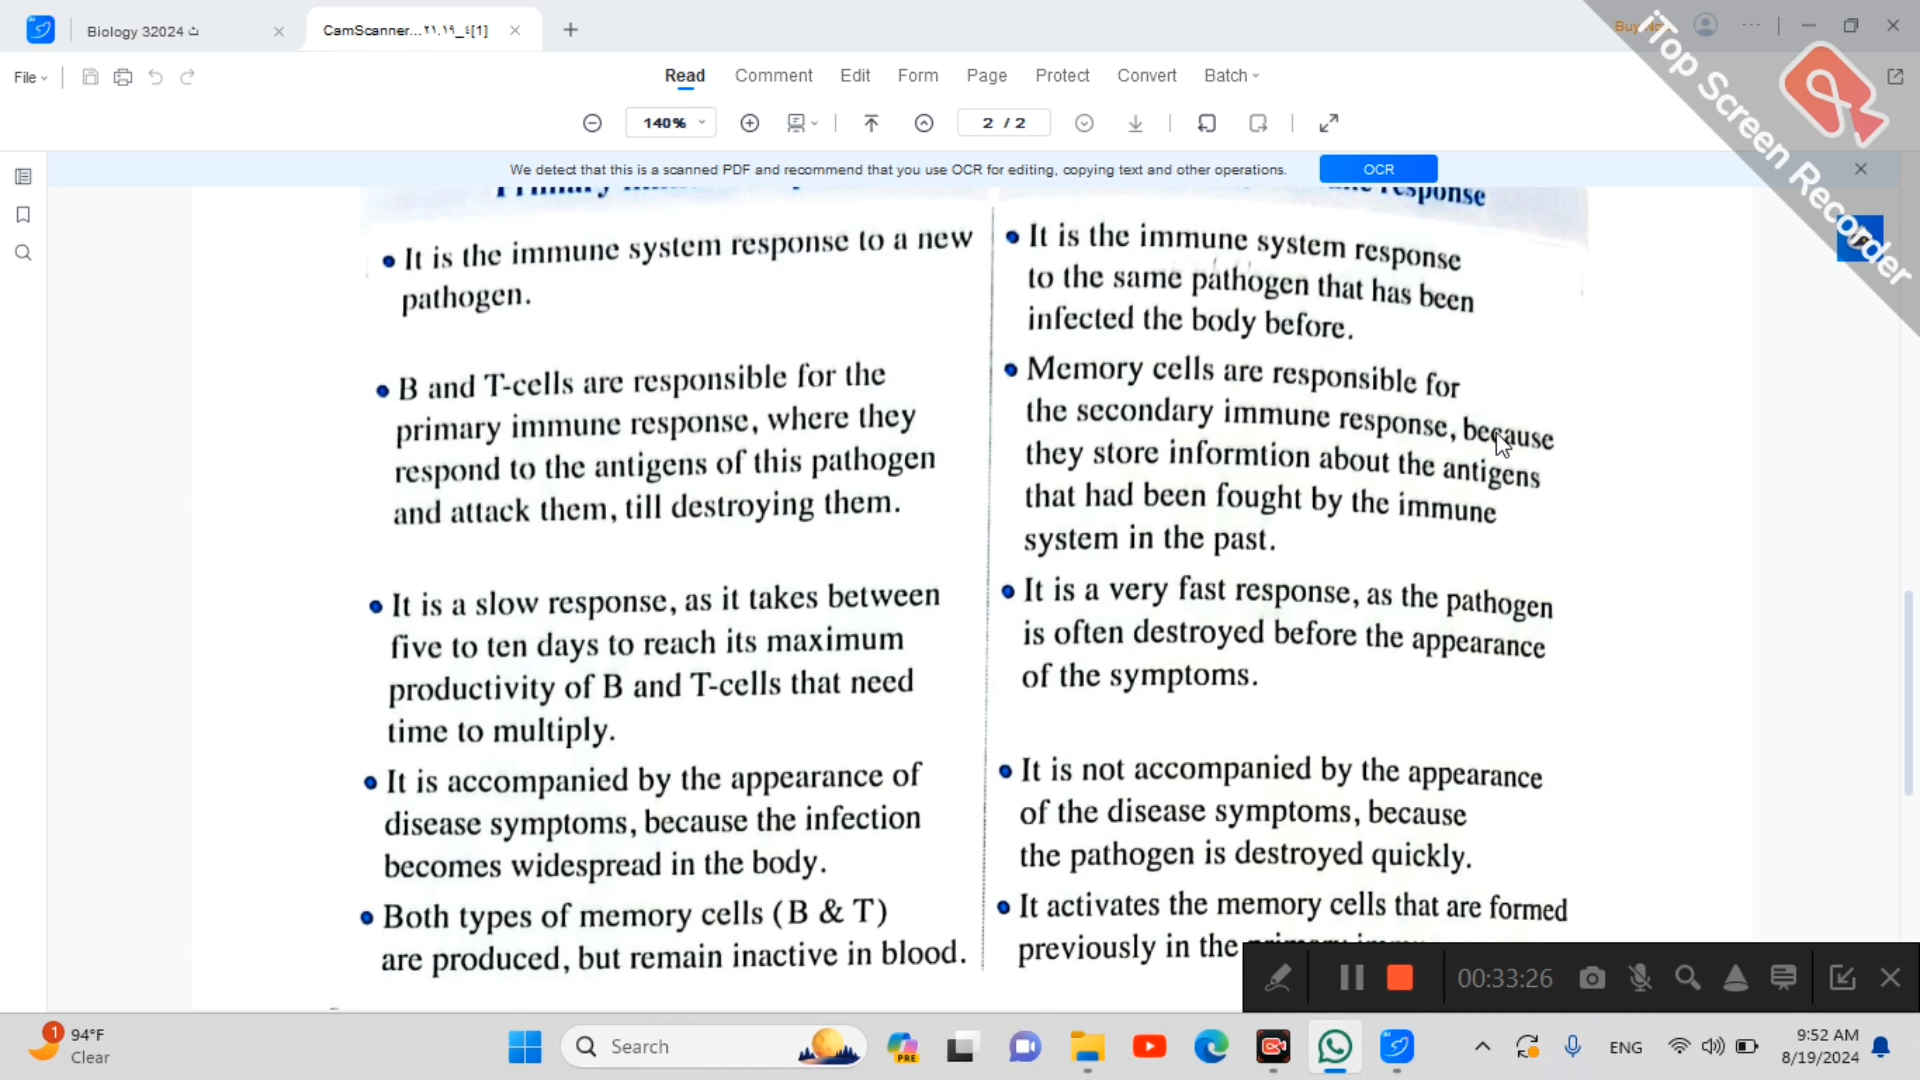 Biology 32024 ث
CamScanner...
Buy Now
File
Read
Comment
Edit
Form
Page
Protect
Convert
Batch
140%
2 / 2
We detect that this is a scanned PDF and recommend that you use OCR for editing, copying text and other operations.
OCR
iTop Screen Recorder
Primary
response
• It is the immune system response to a new
pathogen.
• B and T-cells are responsible for the
primary immune response, where they
respond to the antigens of this pathogen
and attack them, till destroying them.
• It is a slow response, as it takes between
five to ten days to reach its maximum
productivity of B and T-cells that need
time to multiply.
• It is accompanied by the appearance of
disease symptoms, because the infection
becomes widespread in the body.
• Both types of memory cells (B & T)
are produced, but remain inactive in blood.
• It is the immune system response
to the same pathogen that has been
infected the body before.
• Memory cells are responsible for
the secondary immune response, because
they store informtion about the antigens
that had been fought by the immune
system in the past.
• It is a very fast response, as the pathogen
is often destroyed before the appearance
of the symptoms.
• It is not accompanied by the appearance
of the disease symptoms, because
the pathogen is destroyed quickly.
• It activates the memory cells that are formed
previously in the
00:33:26
1
94°F
Clear
Search
PRE
ENG
9:52 AM
8/19/2024